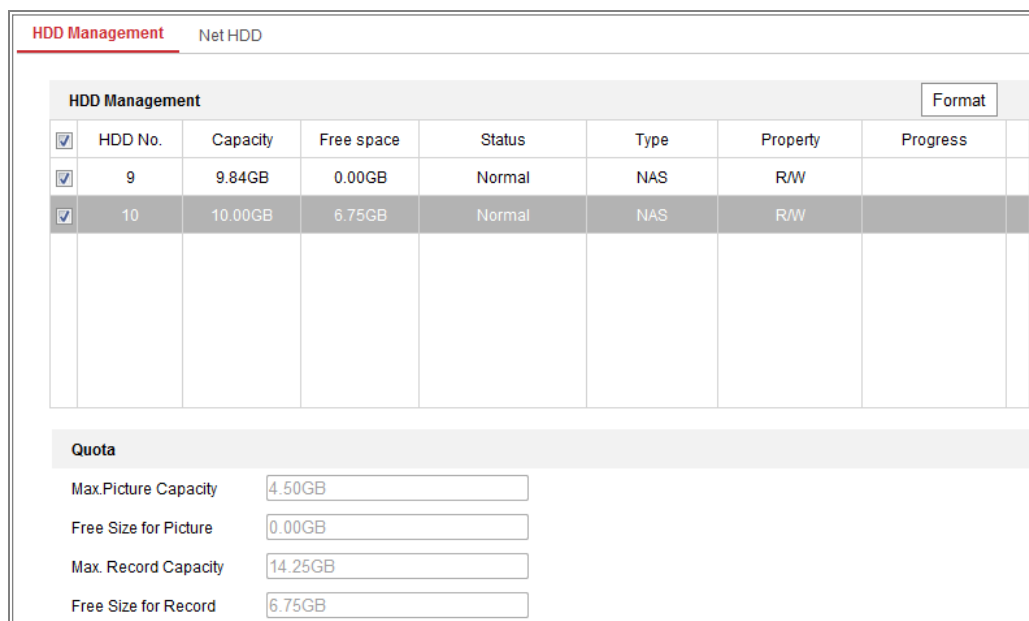 HDD Management Net HDD
HDD Management Format
HDD No. Capacity Free space Status Type Property Progress
9 9.84GB 0.00GB Normal NAS R/W
10 10.00GB 6.75GB Normal NAS R/W
Quota
Max.Picture Capacity 4.50GB
Free Size for Picture 0.00GB
Max. Record Capacity 14.25GB
Free Size for Record 6.75GB